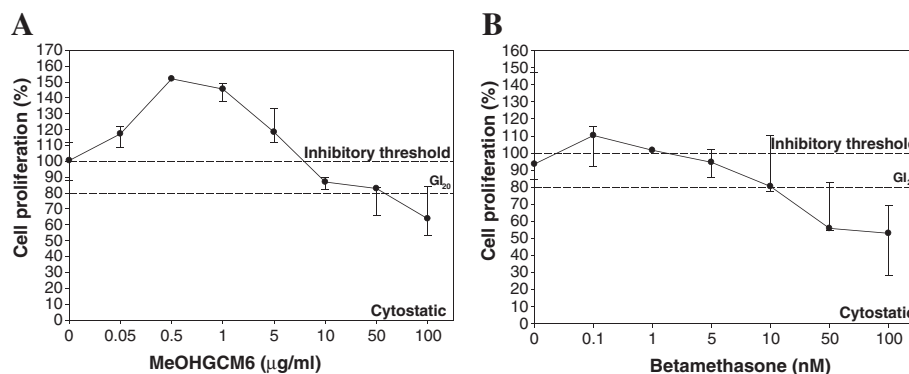 A
Cell proliferation (%)
170
160
150
140
130
120
110
100
90
80
70
60
50
40
30
20
10
0
Inhibitory threshold
GI20
Cytostatic
0 0.05 0.5 1 5 10 50 100
MeOHGCM6 (µg/ml)
B
Cell proliferation (%)
160
150
140
130
120
110
100
90
80
70
60
50
40
30
20
10
0
Inhibitory threshold
GI
Cytostatic
0 0.1 1 5 10 50 100
Betamethasone (nM)